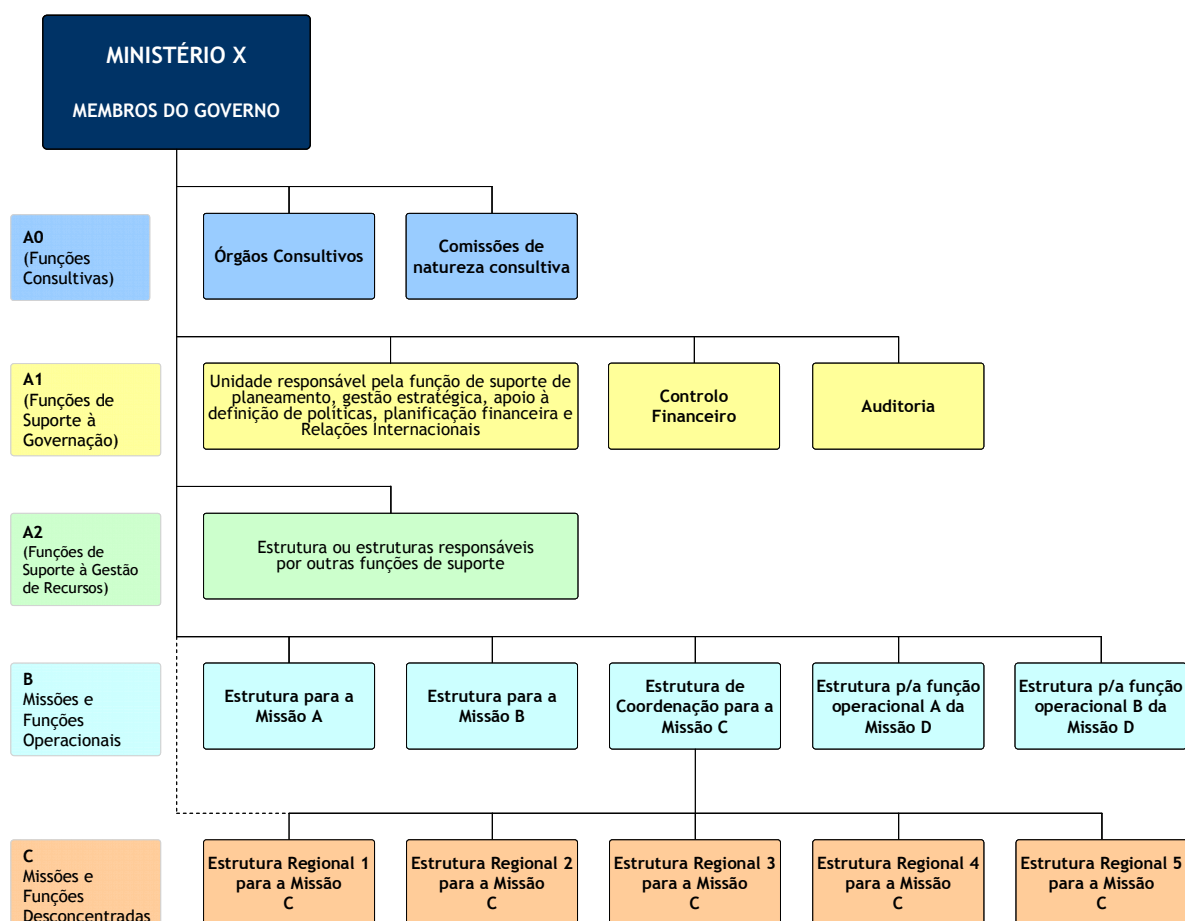 MINISTÉRIO X
MEMBROS DO GOVERNO
A0
(Funções
Consultivas)
Órgãos Consultivos
Comissões de
natureza consultiva
A1
(Funções de
Suporte à
Governação)
Unidade responsável pela função de suporte de
planeamento, gestão estratégica, apoio à
definição de políticas, planificação financeira e
Relações Internacionais
Controlo
Financeiro
Auditoria
A2
(Funções de
Suporte à Gestão
de Recursos)
Estrutura ou estruturas responsáveis
por outras funções de suporte
B
Missões e
Funções
Operacionais
Estrutura para a
Missão A
Estrutura para a
Missão B
Estrutura de
Coordenação para a
Missão C
Estrutura p/a função
operacional A da
Missão D
Estrutura p/a função
operacional B da
Missão D
C
Missões e
Funções
Desconcentradas
Estrutura Regional 1
para a Missão
C
Estrutura Regional 2
para a Missão
C
Estrutura Regional 3
para a Missão
C
Estrutura Regional 4
para a Missão
C
Estrutura Regional 5
para a Missão
C